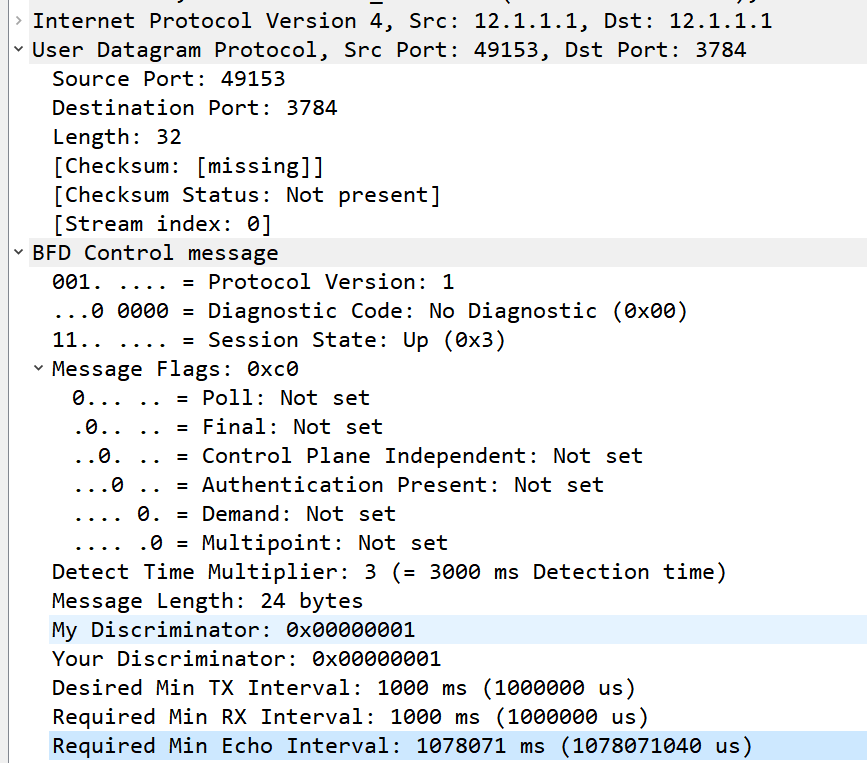 Internet Protocol Version 4, Src: 12.1.1.1, Dst: 12.1.1.1
User Datagram Protocol, Src Port: 49153, Dst Port: 3784
Source Port: 49153
Destination Port: 3784
Length: 32
[Checksum: [missing]]
[Checksum Status: Not present]
[Stream index: 0]
BFD Control message
001. .... = Protocol Version: 1
...0 0000 = Diagnostic Code: No Diagnostic (0x00)
11.. .... = Session State: Up (0x3)
Message Flags: 0xc0
0... .. = Poll: Not set
.0.. .. = Final: Not set
..0. .. = Control Plane Independent: Not set
...0 .. = Authentication Present: Not set
.... 0. = Demand: Not set
.... .0 = Multipoint: Not set
Detect Time Multiplier: 3 (= 3000 ms Detection time)
Message Length: 24 bytes
My Discriminator: 0x00000001
Your Discriminator: 0x00000001
Desired Min TX Interval: 1000 ms (1000000 us)
Required Min RX Interval: 1000 ms (1000000 us)
Required Min Echo Interval: 1078071 ms (1078071040 us)